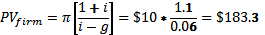 PV_firm = π[(1 + i)/(i − g)] = $10 * 1.1/0.06 = $183.3